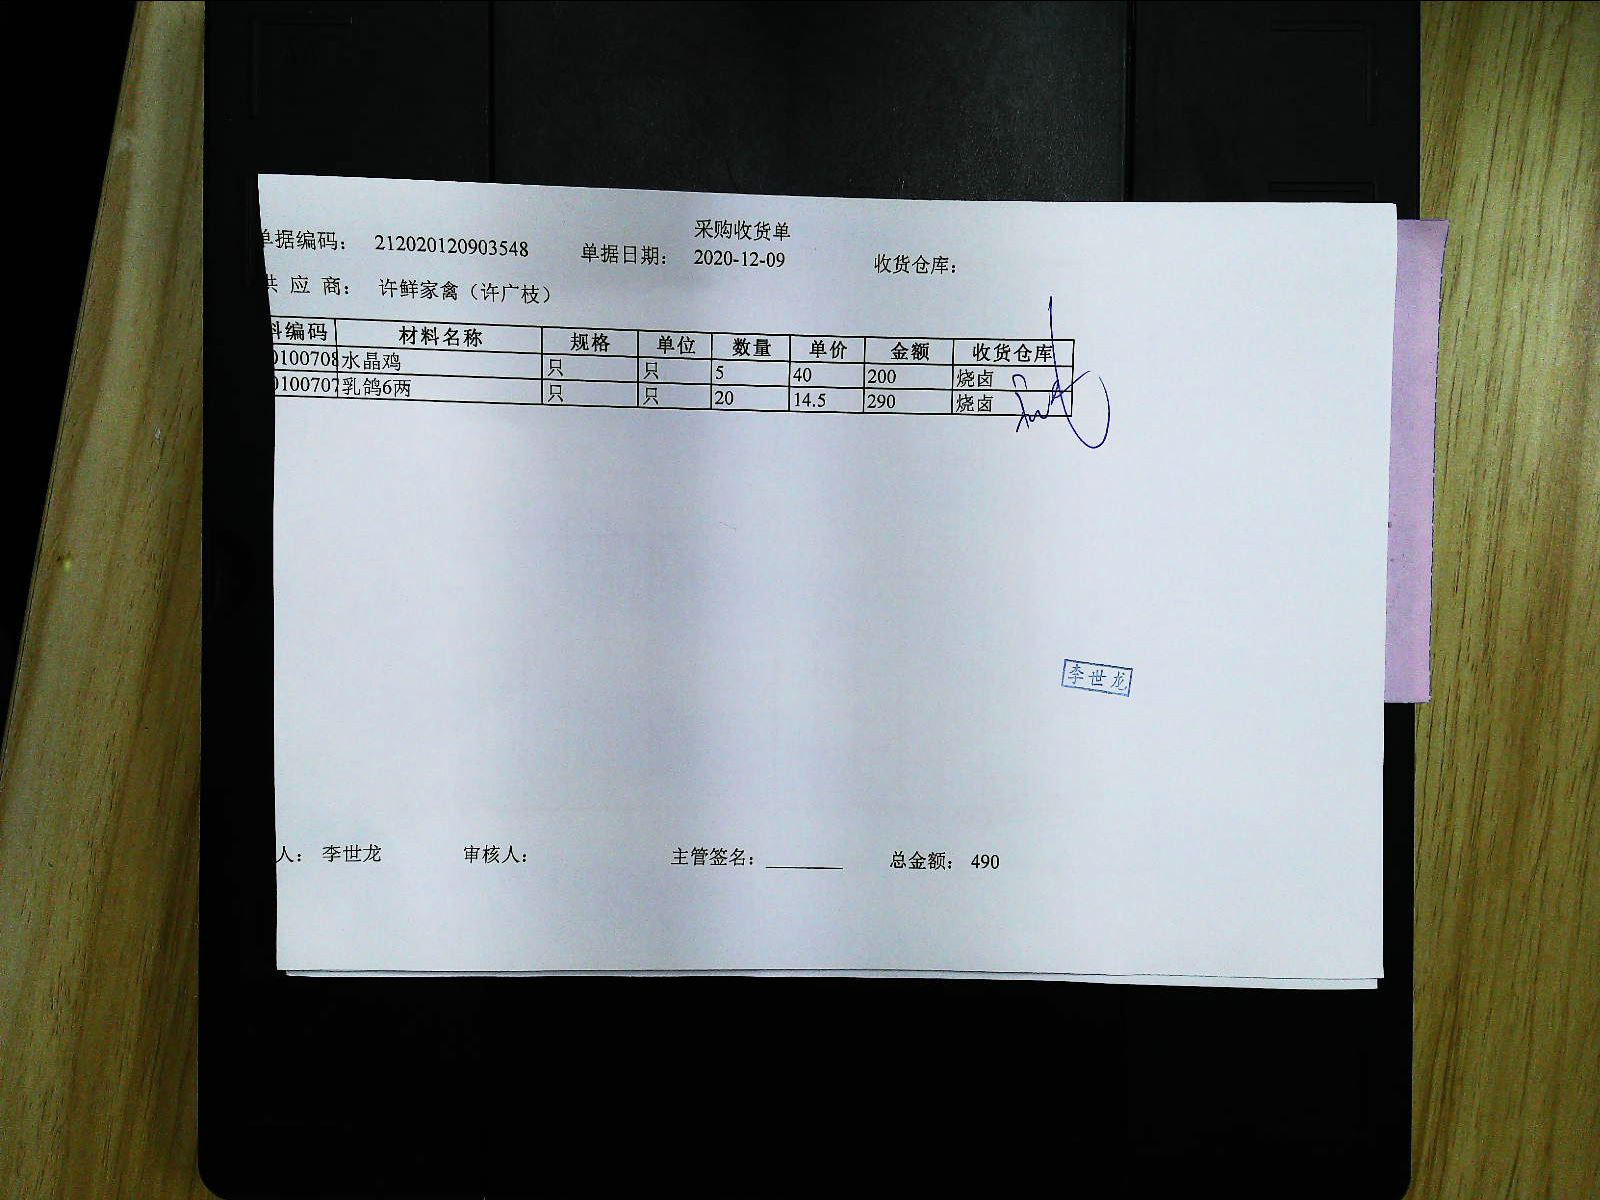 采购收货单
单据编码： 212020120903548 单据日期： 2020-12-09 收货仓库：
供 应 商： 许鲜家禽（许广枝）
料编码 材料名称 规格 单位 数量 单价 金额 收货仓库
0100708 水晶鸡 只 只 5 40 200 烧卤
0100707 乳鸽6两 只 只 20 14.5 290 烧卤
李世龙
人： 李世龙 审核人： 主管签名： 总金额： 490